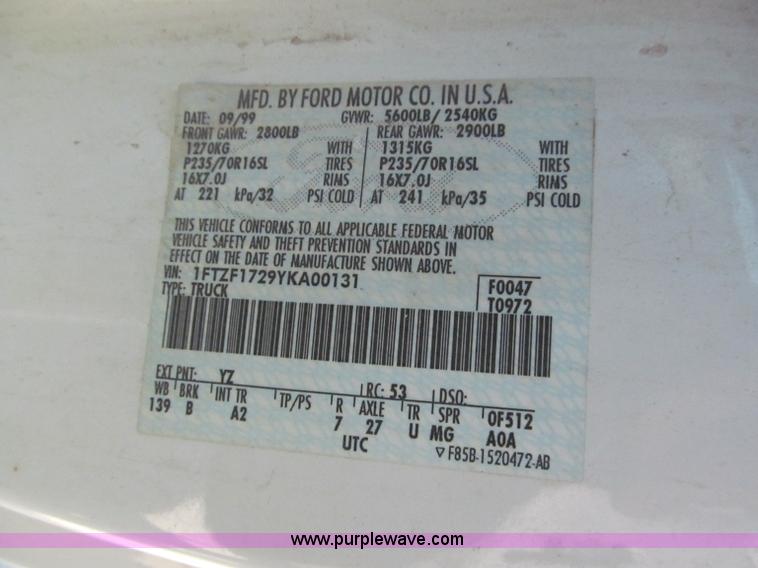 MFD. BY FORD MOTOR CO. IN U.S.A.
DATE: 09/99 GVWR: 5600LB/ 2540KG
FRONT GAWR: 2800LB REAR GAWR: 2900LB
1270KG WITH 1315KG WITH
P235/70R16SL TIRES P235/70R16SL TIRES
16X7.0J RIMS 16X7.0J RIMS
AT 221 kPa/32 PSI COLD AT 241 kPa/35 PSI COLD
THIS VEHICLE CONFORMS TO ALL APPLICABLE FEDERAL MOTOR
VEHICLE SAFETY AND THEFT PREVENTION STANDARDS IN
EFFECT ON THE DATE OF MANUFACTURE SHOWN ABOVE.
VIN: 1FTZF1729YKA00131 F0047
TYPE: TRUCK T0972
EXT PNT: YZ RC: 53 DSO:
WB BRK INT TR TP/PS R AXLE TR SPR 0F512
139 B A2 7 27 U MG A0A
UTC ▽F85B-1520472-AB
www.purplewave.com